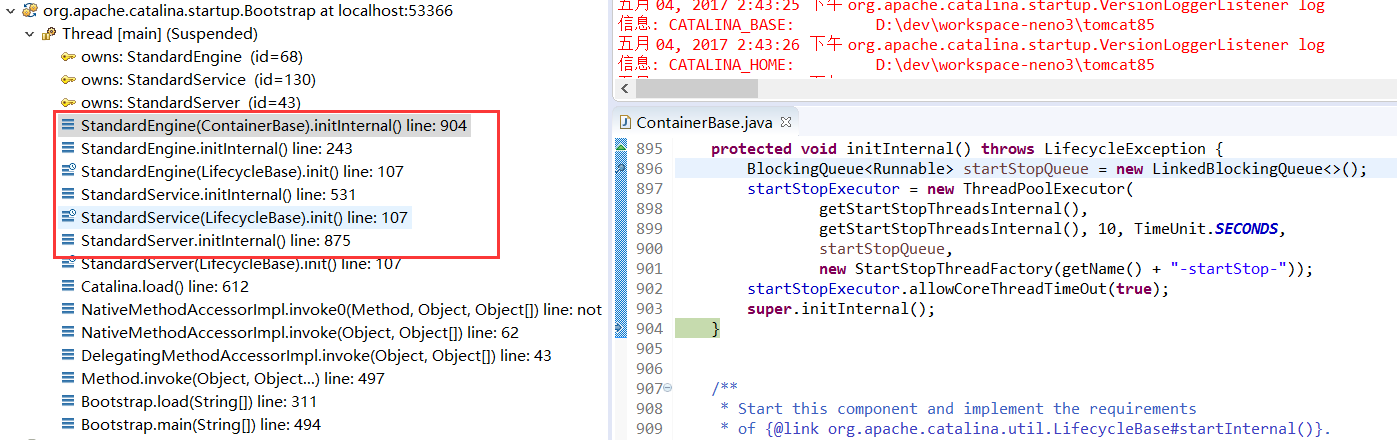 org.apache.catalina.startup.Bootstrap at localhost:53366
Thread [main] (Suspended)
owns: StandardEngine (id=68)
owns: StandardService (id=130)
owns: StandardServer (id=43)
StandardEngine(ContainerBase).initInternal() line: 904
StandardEngine.initInternal() line: 243
StandardEngine(LifecycleBase).init() line: 107
StandardService.initInternal() line: 531
StandardService(LifecycleBase).init() line: 107
StandardServer.initInternal() line: 875
StandardServer(LifecycleBase).init() line: 107
Catalina.load() line: 612
NativeMethodAccessorImpl.invoke0(Method, Object, Object[]) line: not
NativeMethodAccessorImpl.invoke(Object, Object[]) line: 62
DelegatingMethodAccessorImpl.invoke(Object, Object[]) line: 43
Method.invoke(Object, Object...) line: 497
Bootstrap.load(String[]) line: 311
Bootstrap.main(String[]) line: 494
五月 04, 2017 2:43:25 下午 org.apache.catalina.startup.VersionLoggerListener log
信息: CATALINA_BASE: D:\dev\workspace-neno3\tomcat85
五月 04, 2017 2:43:26 下午 org.apache.catalina.startup.VersionLoggerListener log
信息: CATALINA_HOME: D:\dev\workspace-neno3\tomcat85
ContainerBase.java
895 protected void initInternal() throws LifecycleException {
896 BlockingQueue<Runnable> startStopQueue = new LinkedBlockingQueue<>();
897 startStopExecutor = new ThreadPoolExecutor(
898 getStartStopThreadsInternal(),
899 getStartStopThreadsInternal(), 10, TimeUnit.SECONDS,
900 startStopQueue,
901 new StartStopThreadFactory(getName() + "-startStop-"));
902 startStopExecutor.allowCoreThreadTimeOut(true);
903 super.initInternal();
904 }
905
906
907 /**
908 * Start this component and implement the requirements
909 * of {@link org.apache.catalina.util.LifecycleBase#startInternal()}.